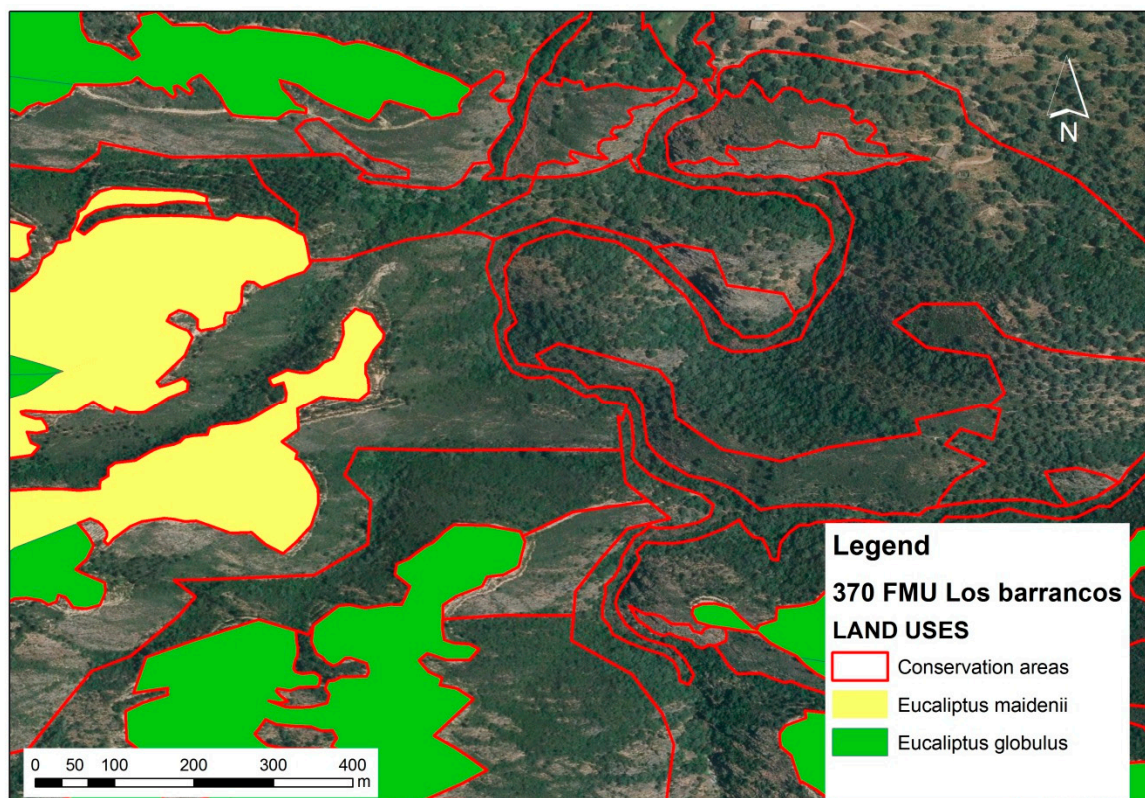 N
Legend
370 FMU Los barrancos
LAND USES
Conservation areas
Eucaliptus maidenii
Eucaliptus globulus
0 50 100 200 300 400
m